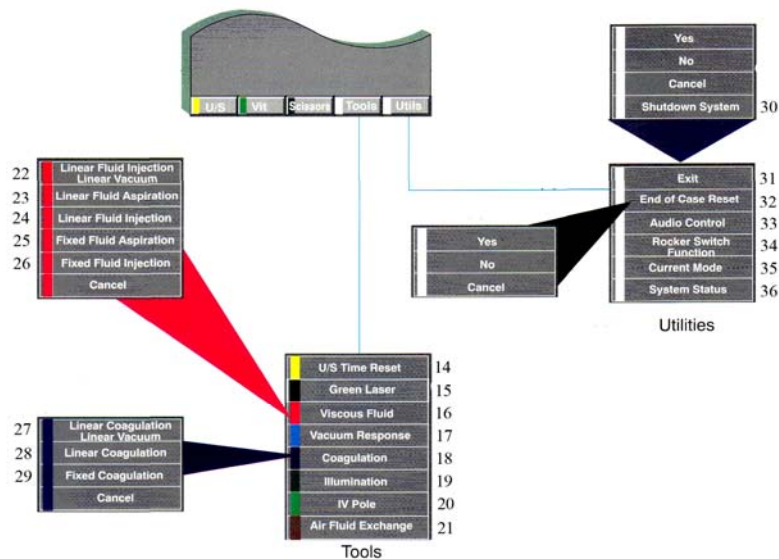 U/S Vit Scissors Tools Utils
Yes
No
Cancel
Shutdown System 30
22 Linear Fluid Injection
Linear Vacuum
23 Linear Fluid Aspiration
24 Linear Fluid Injection
25 Fixed Fluid Aspiration
26 Fixed Fluid Injection
Cancel
Exit 31
End of Case Reset 32
Audio Control 33
Rocker Switch
Function 34
Current Mode 35
System Status 36
Utilities
Yes
No
Cancel
U/S Time Reset 14
Green Laser 15
Viscous Fluid 16
Vacuum Response 17
Coagulation 18
Illumination 19
IV Pole 20
Air Fluid Exchange 21
Tools
27 Linear Coagulation
Linear Vacuum
28 Linear Coagulation
29 Fixed Coagulation
Cancel